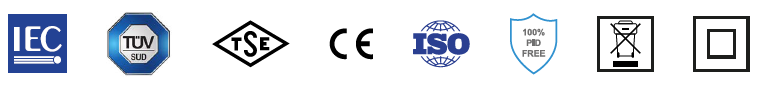 IEC
TÜV
SÜD
TSE
CE
ISO
100%
PID
FREE